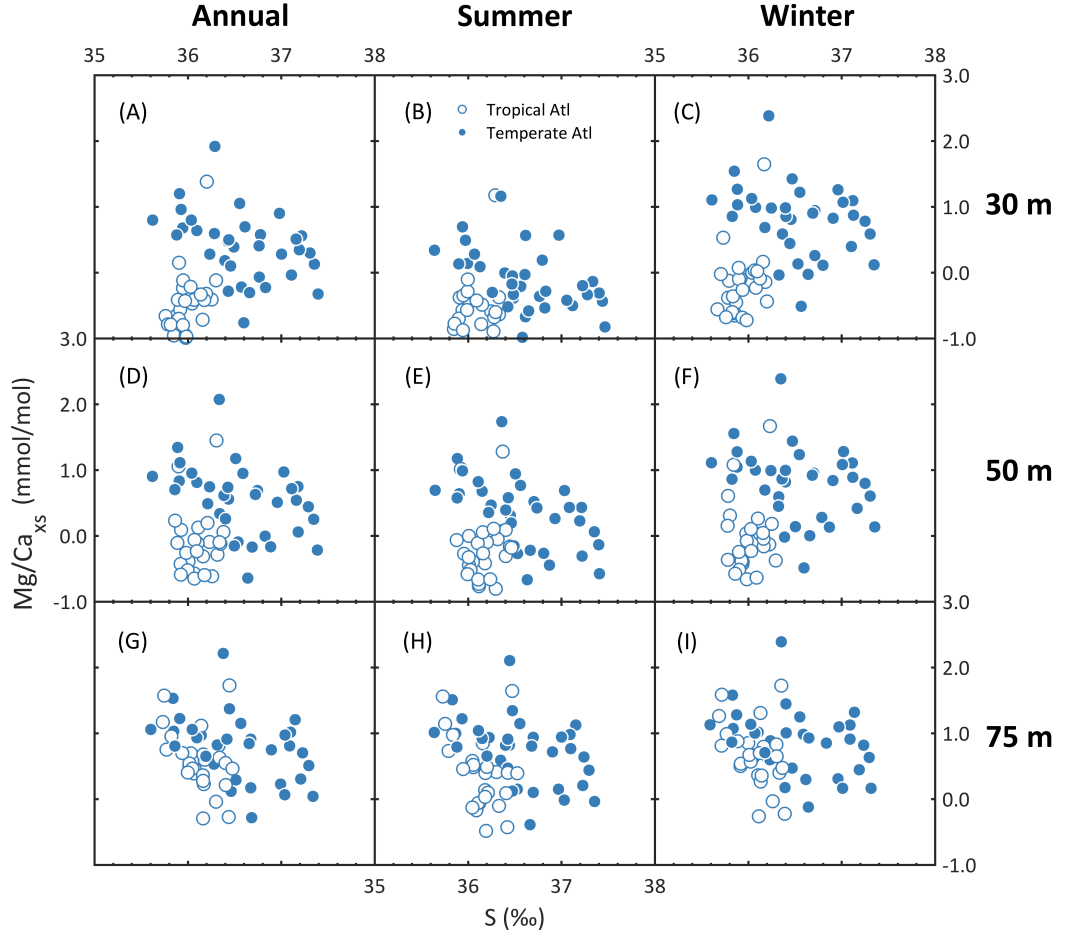 Annual Summer Winter
35 36 37 38 36 37 38
(A) (B) (C) 3.0
Tropical Atl
Temperate Atl
2.0
1.0
30 m
0.0
3.0 -1.0
(D) (E) (F)
2.0
1.0
50 m
0.0
-1.0 3.0
(G) (H) (I)
2.0
1.0
75 m
0.0
-1.0
35 36 37 38
S (‰)
Mg/Caxs (mmol/mol)